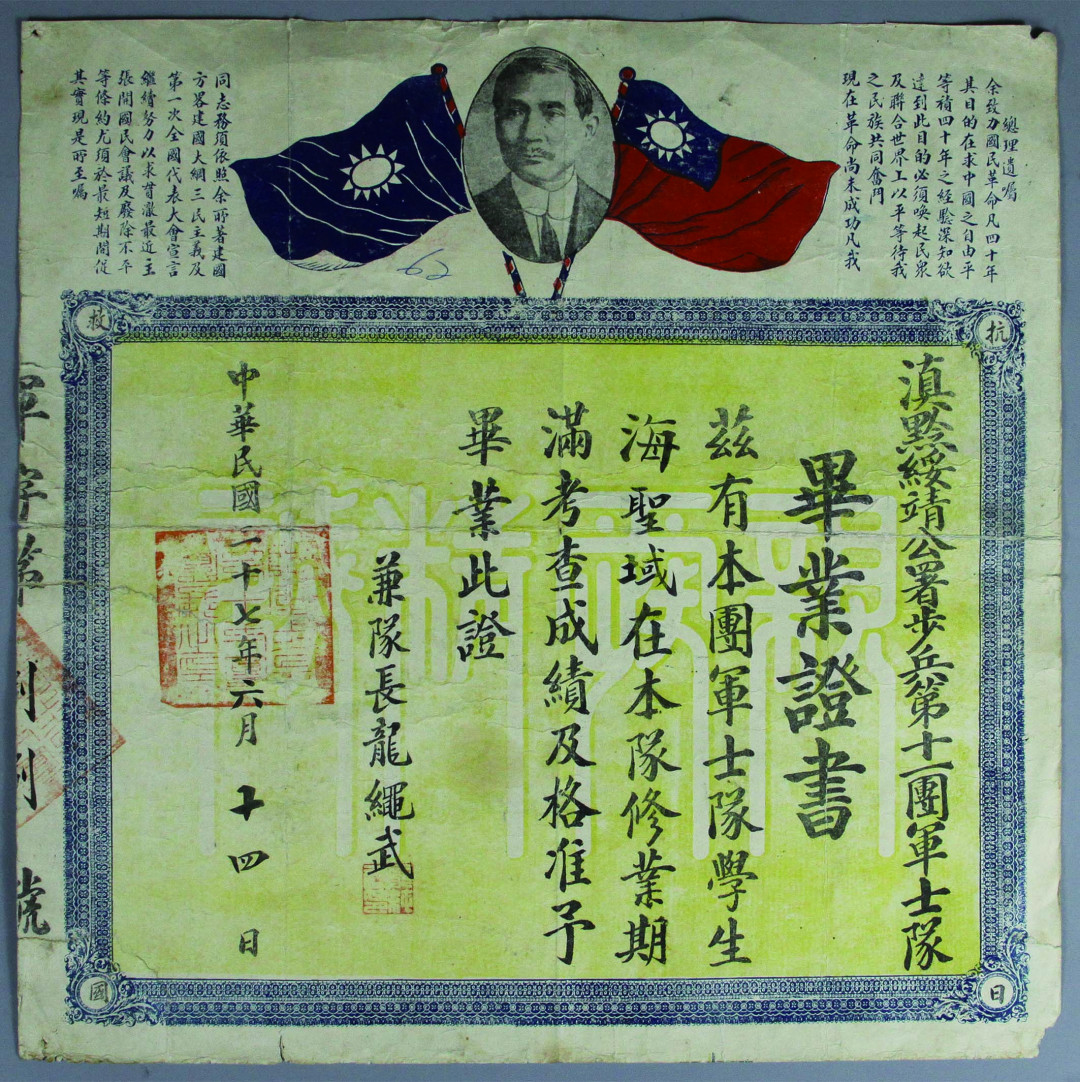 總理遺囑
余致力國民革命凡四十年
其目的在求中國之自由平
等積四十年之經驗深知欲
達到此目的必須喚起民眾
及聯合世界上以平等待我
之民族共同奮鬥
現在革命尚未成功凡我
同志務須依照余所著建國
方畧建國大綱三民主義及
第一次全國代表大會宣言
繼續努力以求貫澈最近主
張開國民會議及廢除不平
等條約尤須於最短期間促
其實現是所至囑
62
抗
日
救
國
滇黔綏靖公署步兵第十一團軍士隊
畢業證書
茲有本團軍士隊學生
海聖域在本隊修業期
滿考查成績及格准予
畢業此證
兼隊長龍繩武
中華民國二十七年六月十四日
軍字第
號